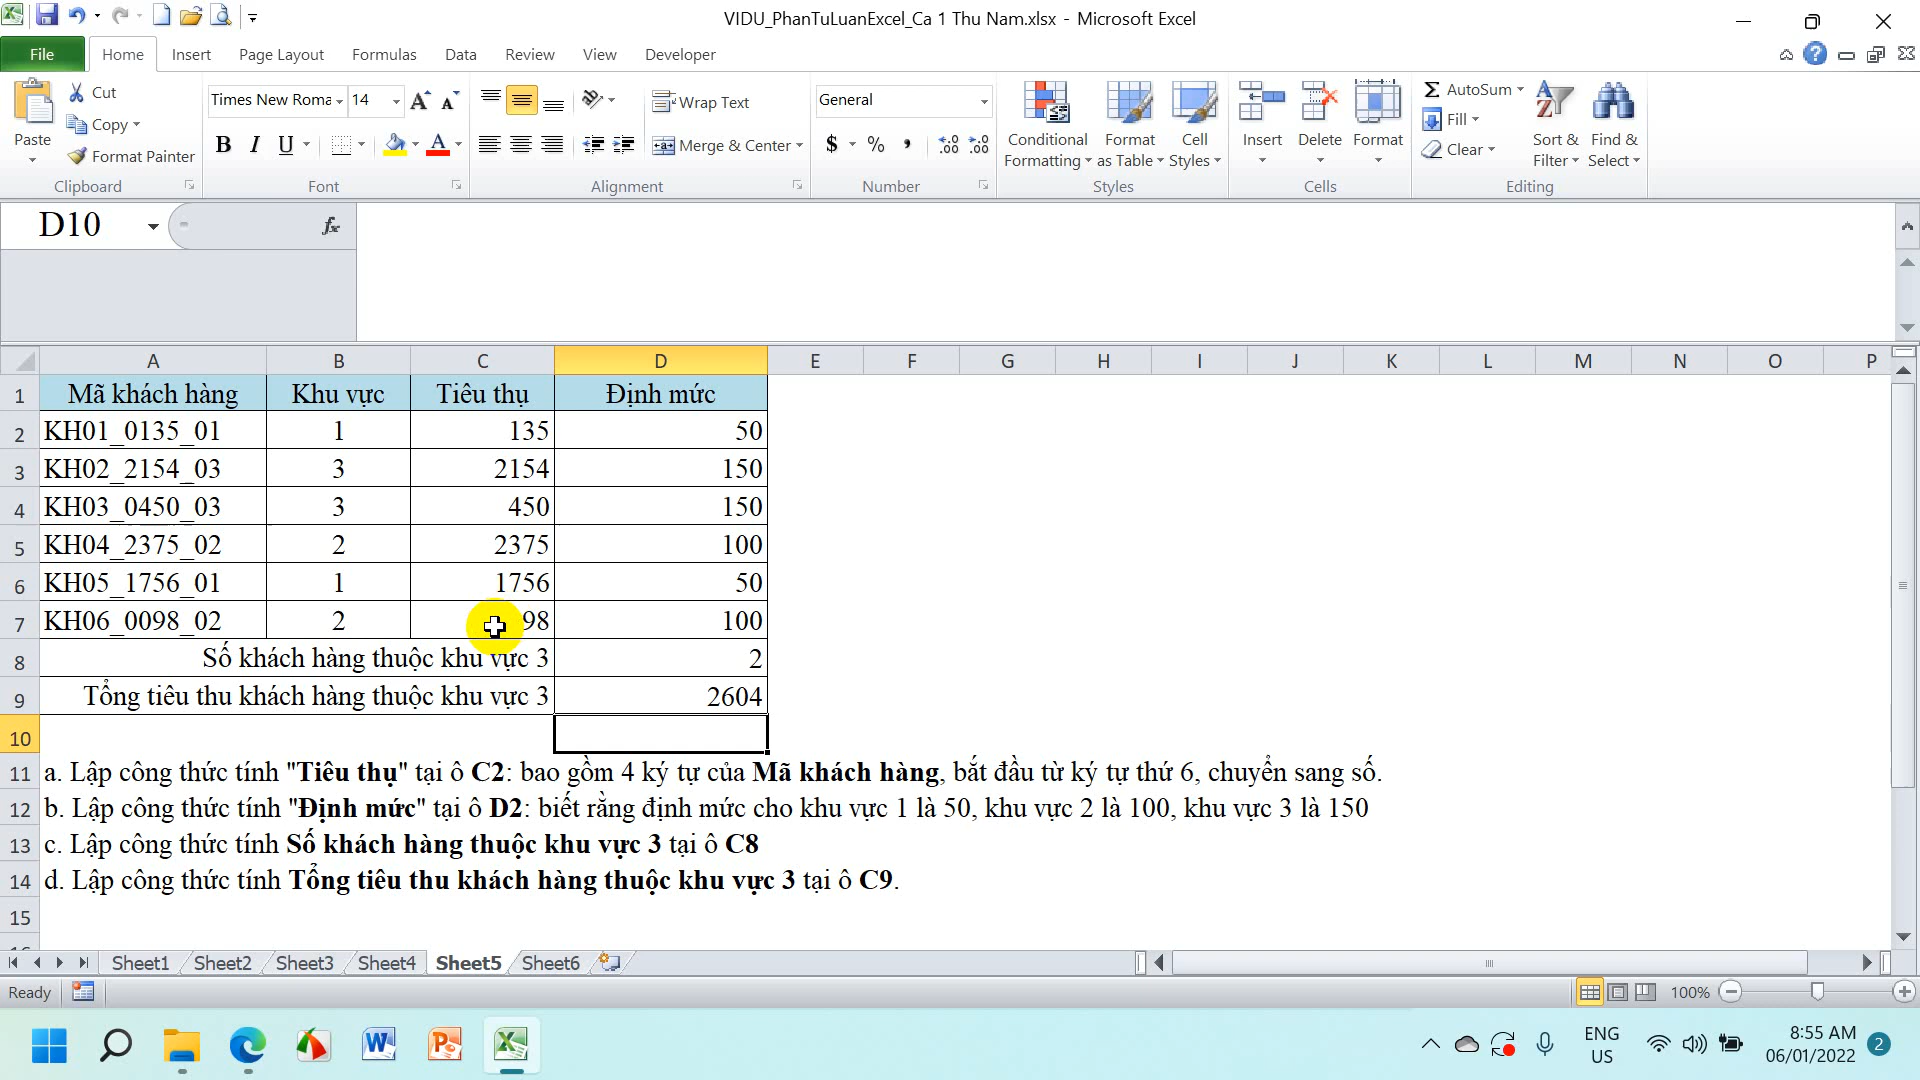 VIDU_PhanTuLuanExcel_Ca 1 Thu Nam.xlsx - Microsoft Excel
File Home Insert Page Layout Formulas Data Review View Developer
Paste Cut Copy Format Painter Clipboard
Times New Roma 14 B I U Font
Wrap Text Merge & Center Alignment
General $ % , Number
Conditional Formatting Format as Table Cell Styles Styles
Insert Delete Format Cells
AutoSum Fill Clear Sort & Filter Find & Select Editing
D10 fx
A B C D E F G H I J K L M N O P
1 Mã khách hàng Khu vực Tiêu thụ Định mức
2 KH01_0135_01 1 135 50
3 KH02_2154_03 3 2154 150
4 KH03_0450_03 3 450 150
5 KH04_2375_02 2 2375 100
6 KH05_1756_01 1 1756 50
7 KH06_0098_02 2 98 100
8 Số khách hàng thuộc khu vực 3 2
9 Tổng tiêu thu khách hàng thuộc khu vực 3 2604
10
11 a. Lập công thức tính "Tiêu thụ" tại ô C2: bao gồm 4 ký tự của Mã khách hàng, bắt đầu từ ký tự thứ 6, chuyển sang số.
12 b. Lập công thức tính "Định mức" tại ô D2: biết rằng định mức cho khu vực 1 là 50, khu vực 2 là 100, khu vực 3 là 150
13 c. Lập công thức tính Số khách hàng thuộc khu vực 3 tại ô C8
14 d. Lập công thức tính Tổng tiêu thu khách hàng thuộc khu vực 3 tại ô C9.
15
Sheet1 Sheet2 Sheet3 Sheet4 Sheet5 Sheet6
Ready 100%
ENG US 8:55 AM 06/01/2022 2